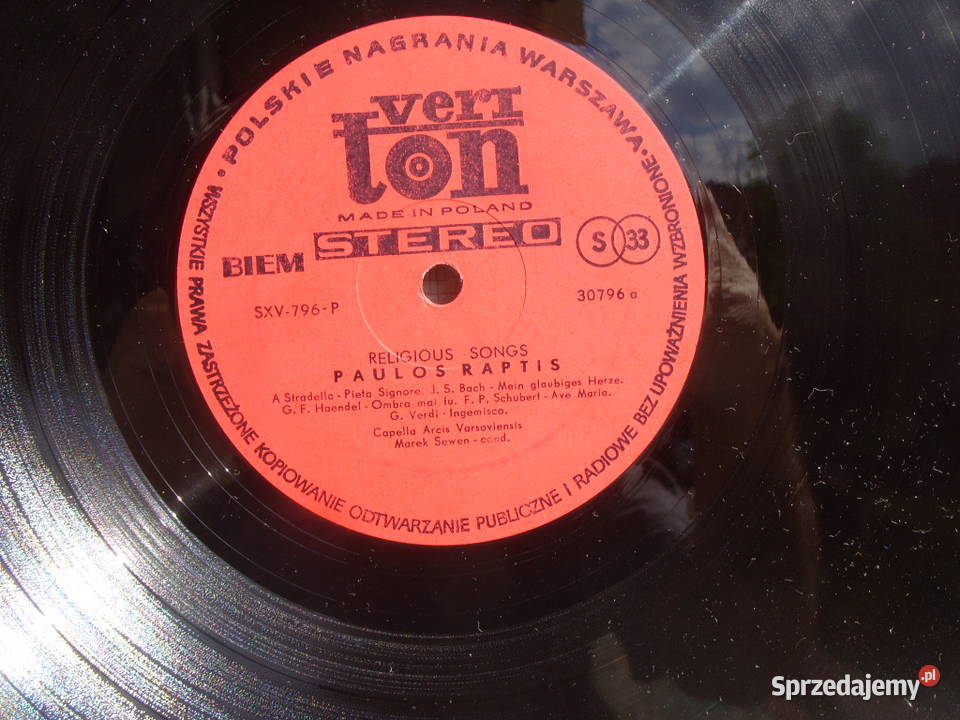 • POLSKIE NAGRANIA WARSZAWA •
WSZYSTKIE PRAWA ZASTRZEŻONE KOPIOWANIE ODTWARZANIE PUBLICZNE I RADIOWE BEZ UPOWAŻNIENIA WZBRONIONE
veri
ton
MADE IN POLAND
BIEM STEREO S 33
SXV-796-P 30796 a
RELIGIOUS SONGS
PAULOS RAPTIS
A Stradella - Pieta Signore. J. S. Bach - Mein glaubiges Herze.
G. F. Haendel - Ombra mai fu. F. P. Schubert - Ave Maria.
G. Verdi - Ingemisco.
Capella Arcis Varsoviensis
Marek Sewen - cond.
Sprzedajemy.pl